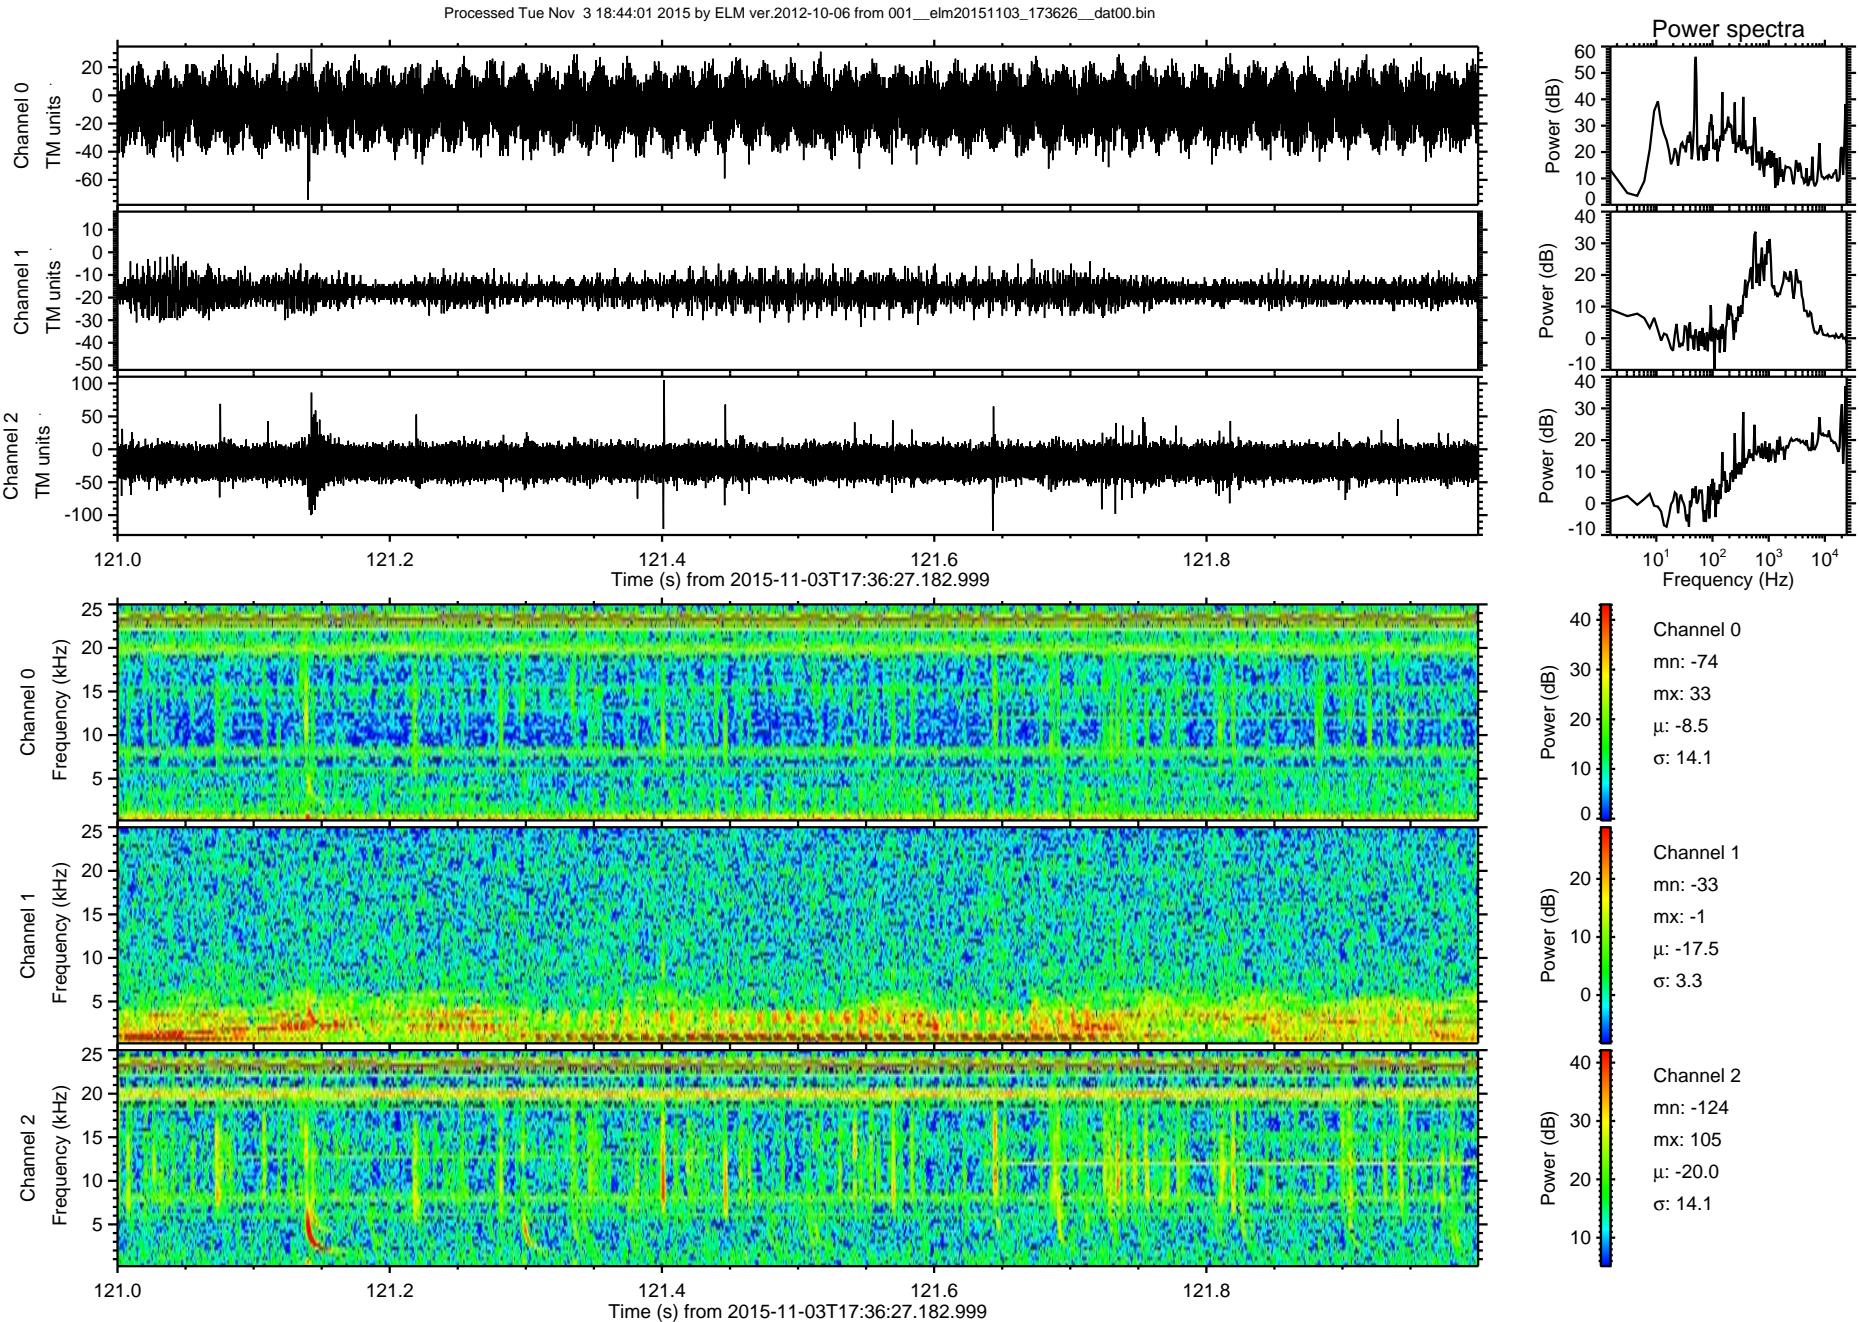 Processed Tue Nov  3 18:44:01 2015 by ELM ver.2012-10-06 from 001__elm20151103_173626__dat00.bin
Power spectra
Channel 0
TM units
20
0
-20
-40
-60
Power (dB)
60
50
40
30
20
10
0
Channel 1
TM units
10
0
-10
-20
-30
-40
-50
Power (dB)
40
30
20
10
0
-10
Channel 2
TM units
100
50
0
-50
-100
Power (dB)
40
30
20
10
0
-10
121.0 121.2 121.4 121.6 121.8
Time (s) from 2015-11-03T17:36:27.182.999
10¹ 10² 10³ 10⁴
Frequency (Hz)
Channel 0
Frequency (kHz)
25
20
15
10
5
Power (dB)
40
30
20
10
0
Channel 0
mn: -74
mx: 33
μ: -8.5
σ: 14.1
Channel 1
Frequency (kHz)
25
20
15
10
5
Power (dB)
20
10
0
Channel 1
mn: -33
mx: -1
μ: -17.5
σ: 3.3
Channel 2
Frequency (kHz)
25
20
15
10
5
Power (dB)
40
30
20
10
Channel 2
mn: -124
mx: 105
μ: -20.0
σ: 14.1
121.0 121.2 121.4 121.6 121.8
Time (s) from 2015-11-03T17:36:27.182.999